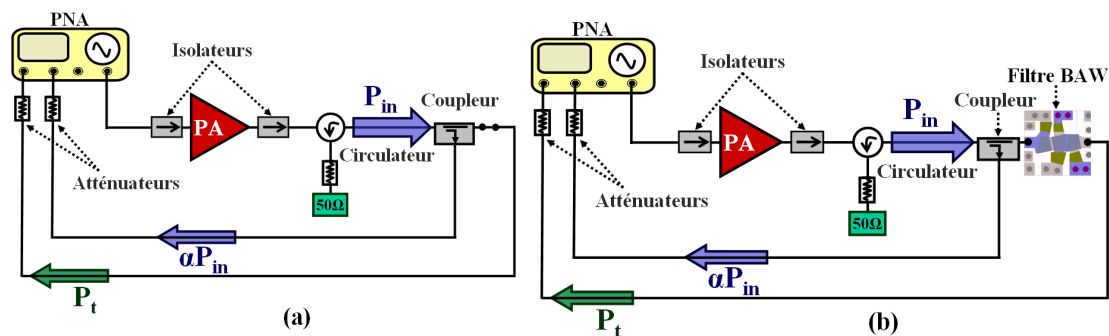 PNA
Isolateurs
PA
P_in
Coupleur
Circulateur
Atténuateurs
50Ω
αP_in
P_t
(a)
PNA
Isolateurs
Filtre BAW
PA
P_in
Coupleur
Circulateur
Atténuateurs
50Ω
αP_in
P_t
(b)